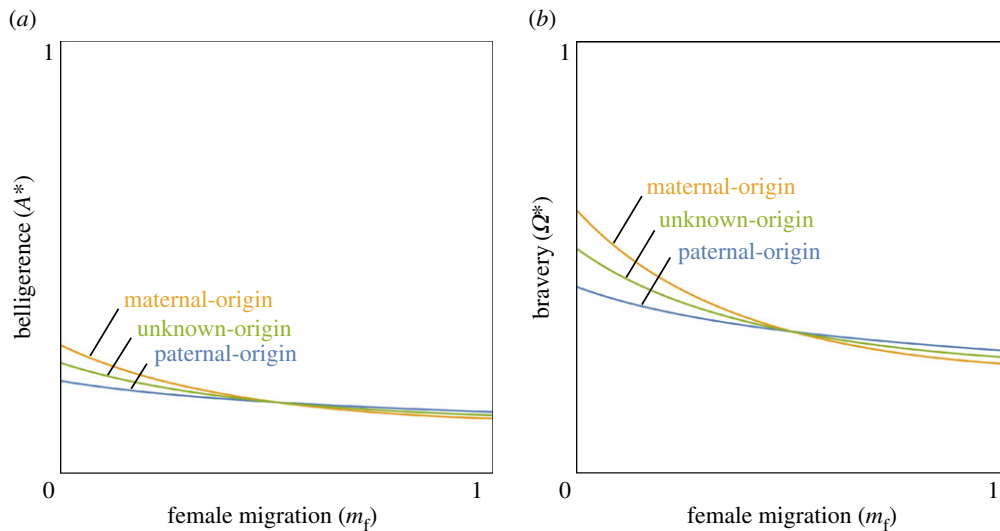 (a)
1
belligerence (A*)
maternal-origin
unknown-origin
paternal-origin
0
1
female migration (mf)
(b)
1
bravery (Ω*)
maternal-origin
unknown-origin
paternal-origin
0
1
female migration (mf)